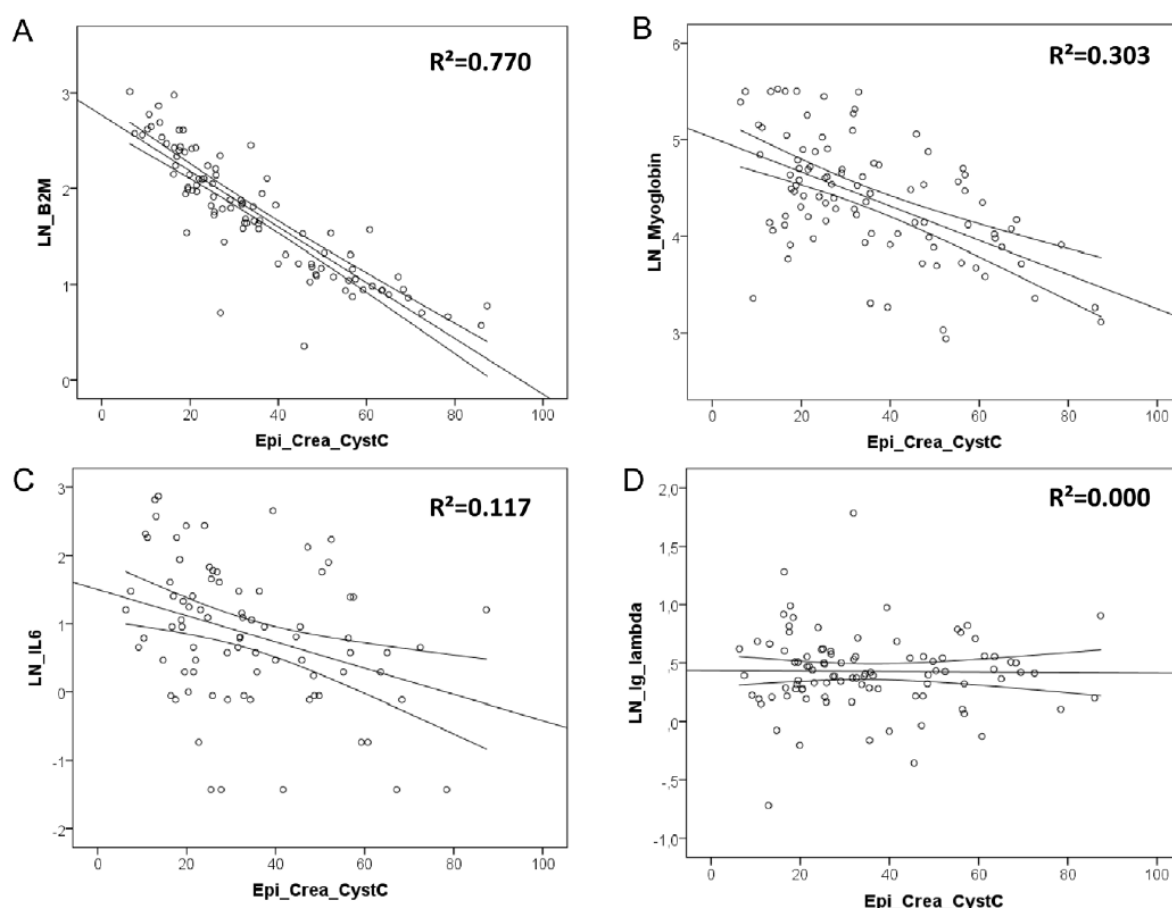 A
R²=0.770
LN_B2M
3
2
1
0
0 20 40 60 80 100
Epi_Crea_CystC
B
R²=0.303
LN_Myoglobin
6
5
4
3
0 20 40 60 80 100
Epi_Crea_CystC
C
R²=0.117
LN_IL6
3
2
1
0
-1
-2
0 20 40 60 80 100
Epi_Crea_CystC
D
R²=0.000
LN_Ig_lambda
2,0
1,5
1,0
,5
,0
-,5
-1,0
0 20 40 60 80 100
Epi_Crea_CystC